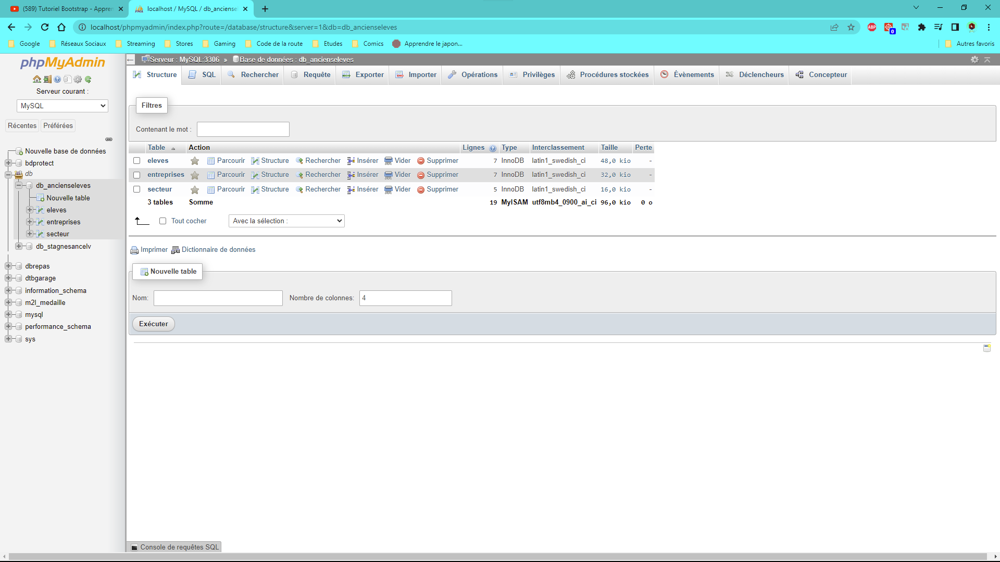 (589) Tutoriel Bootstrap - Appren
localhost / MySQL / db_anciensel
localhost/phpmyadmin/index.php?route=/database/structure&server=1&db=db_ancienseleves
ABP
0
Google
Réseaux Sociaux
Streaming
Stores
Gaming
Code de la route
Etudes
Comics
Apprendre le japon...
Autres favoris
phpMyAdmin
Serveur courant :
MySQL
Récentes
Préférées
Nouvelle base de données
bdprotect
db
db_ancienseleves
Nouvelle table
eleves
entreprises
secteur
db_stagnesancelv
dbrepas
dtbgarage
information_schema
m2l_medaille
mysql
performance_schema
sys
Serveur : MySQL:3306 » Base de données : db_ancienseleves
Structure
SQL
Rechercher
Requête
Exporter
Importer
Opérations
Privilèges
Procédures stockées
Évènements
Déclencheurs
Concepteur
Filtres
Contenant le mot :
Table Action Lignes Type Interclassement Taille Perte
eleves Parcourir Structure Rechercher Insérer Vider Supprimer 7 InnoDB latin1_swedish_ci 48,0 kio -
entreprises Parcourir Structure Rechercher Insérer Vider Supprimer 7 InnoDB latin1_swedish_ci 32,0 kio -
secteur Parcourir Structure Rechercher Insérer Vider Supprimer 5 InnoDB latin1_swedish_ci 16,0 kio -
3 tables Somme 19 MyISAM utf8mb4_0900_ai_ci 96,0 kio 0 o
Tout cocher
Avec la sélection :
Imprimer
Dictionnaire de données
Nouvelle table
Nom:
Nombre de colonnes:
4
Exécuter
Console de requêtes SQL